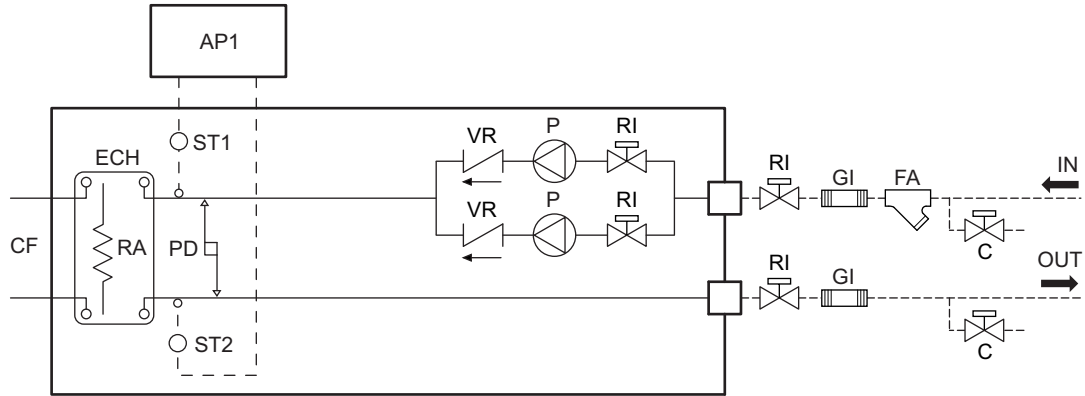 AP1
ST1
VR
P
RI
ECH
RI
GI
FA
IN
VR
P
RI
CF
RA
PD
C
RI
GI
OUT
ST2
C